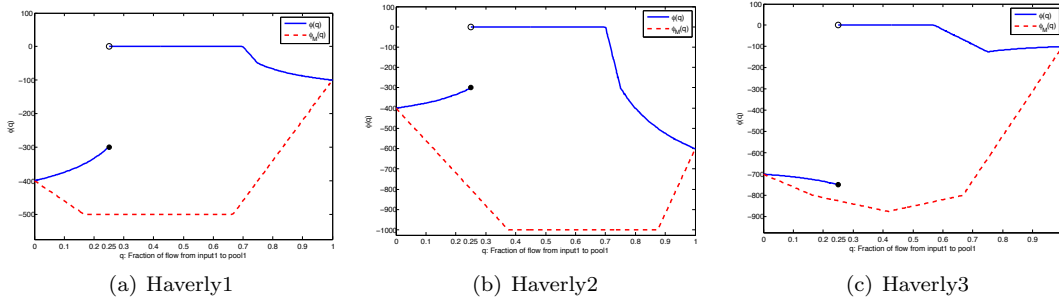 φ(q)
φ_M(q)
100
0
−100
−200
−300
−400
−500
φ(q)
0 0.1 0.2 0.25 0.3 0.4 0.5 0.6 0.7 0.8 0.9 1
q: Fraction of flow from input1 to pool1
(a) Haverly1
φ(q)
φ_M(q)
100
0
−100
−200
−300
−400
−500
−600
−700
−800
−900
−1000
φ(q)
0 0.1 0.2 0.25 0.3 0.4 0.5 0.6 0.7 0.8 0.9 1
q: Fraction of flow from input1 to pool1
(b) Haverly2
φ(q)
φ_M(q)
100
0
−100
−200
−300
−400
−500
−600
−700
−800
−900
φ(q)
0 0.1 0.2 0.25 0.3 0.4 0.5 0.6 0.7 0.8 0.9 1
q: Fraction of flow from input1 to pool1
(c) Haverly3